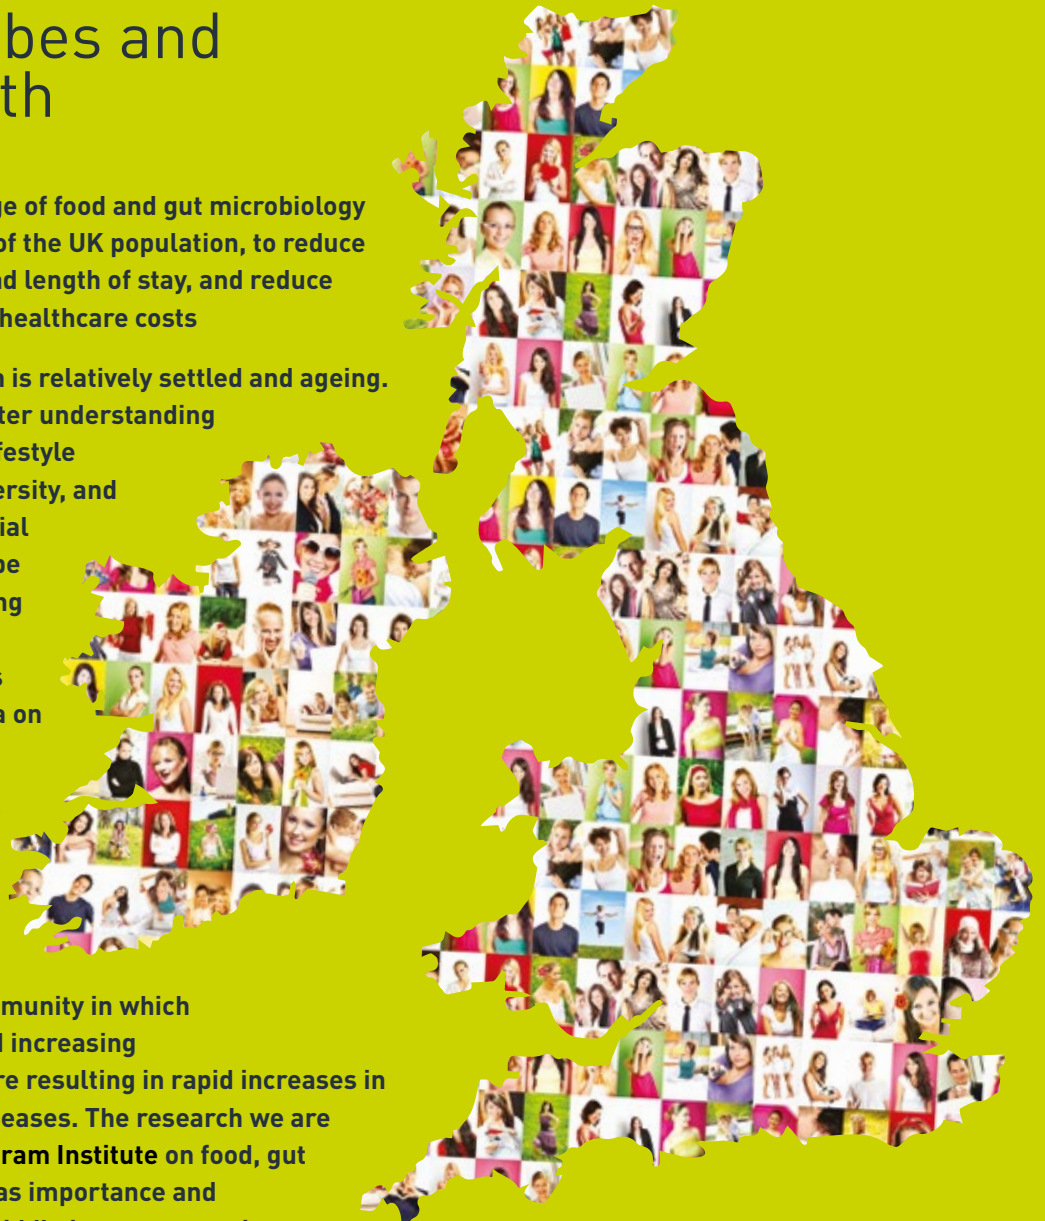 bes and
th
ge of food and gut microbiology
of the UK population, to reduce
nd length of stay, and reduce
healthcare costs
n is relatively settled and ageing.
ter understanding
festyle
ersity, and
ial
be
ng
s
a on
munity in which
d increasing
re resulting in rapid increases in
eases. The research we are
ram Institute on food, gut
as importance and